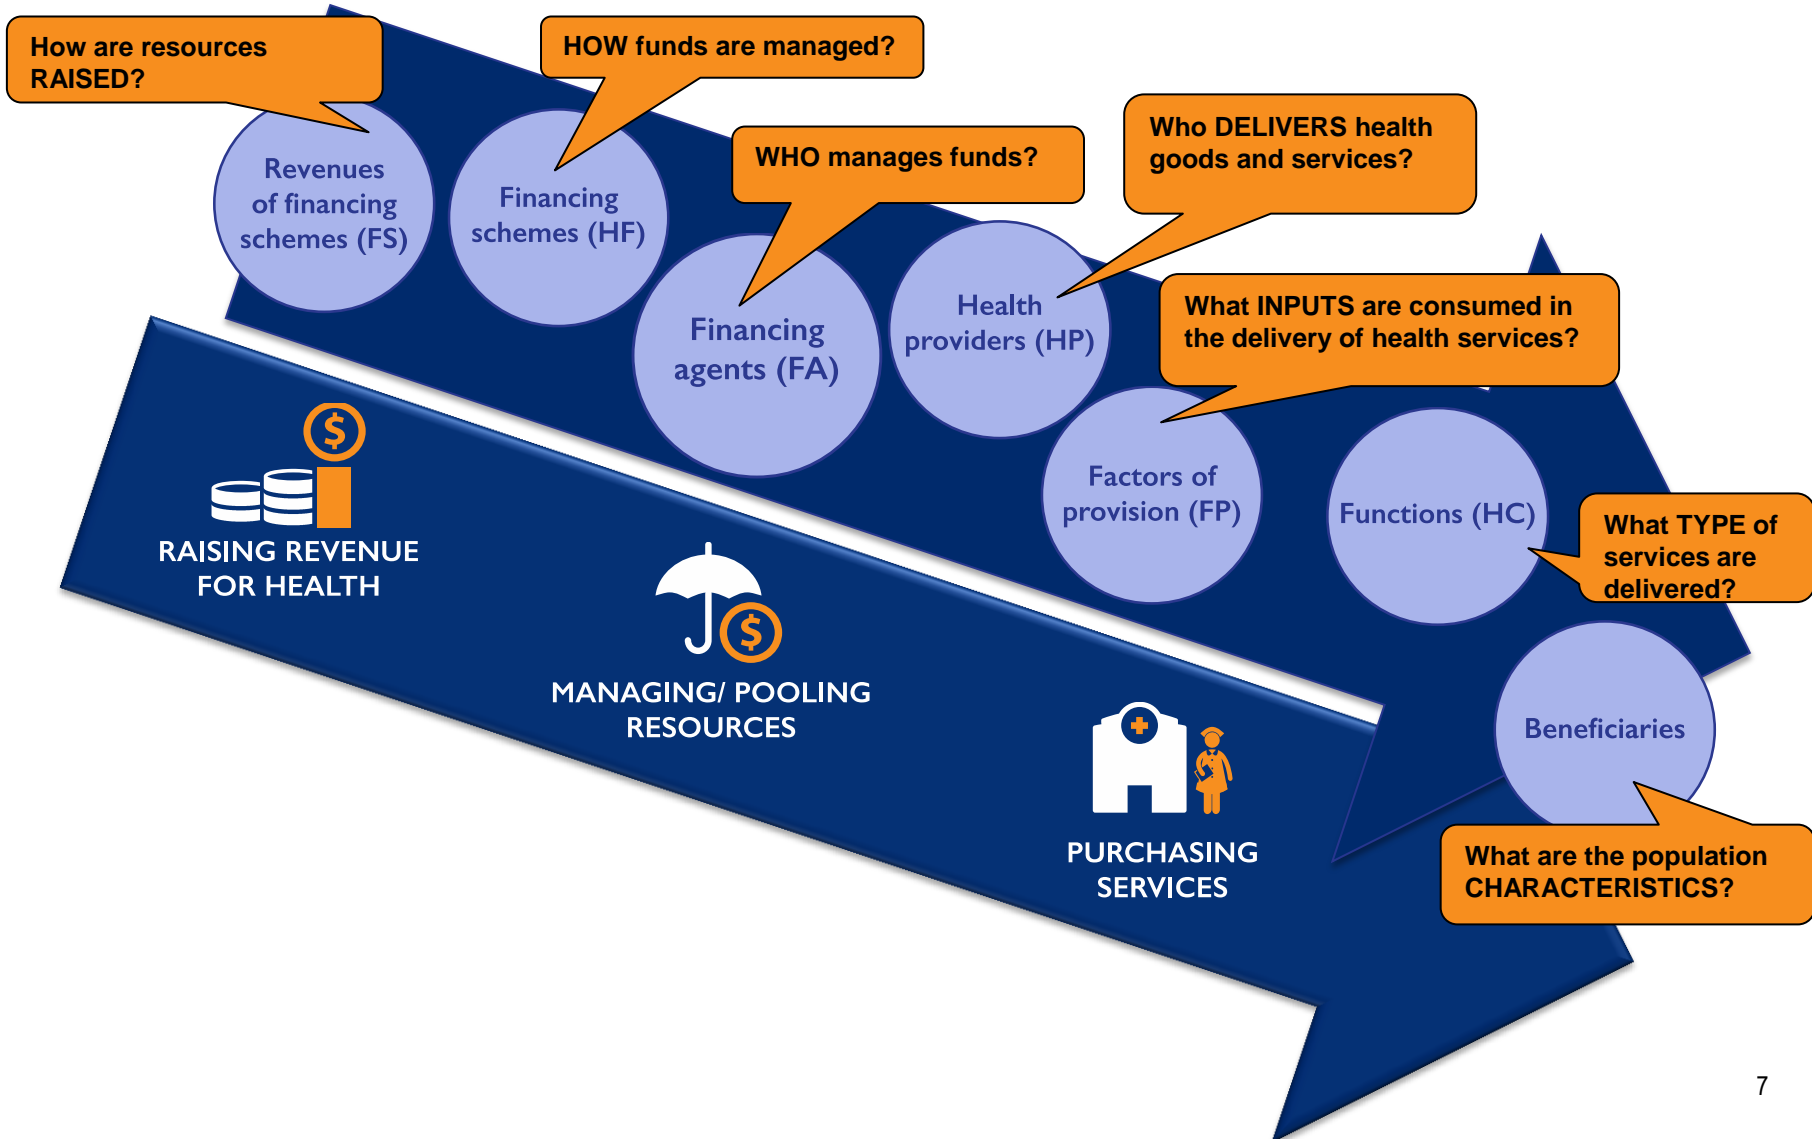 How are resources
RAISED?
HOW funds are managed?
WHO manages funds?
Who DELIVERS health
goods and services?
Revenues
of financing
schemes (FS)
Financing
schemes (HF)
Financing
agents (FA)
Health
providers (HP)
What INPUTS are consumed in
the delivery of health services?
Factors of
provision (FP)
Functions (HC)
What TYPE of
services are
delivered?
Beneficiaries
What are the population
CHARACTERISTICS?
$
RAISING REVENUE
FOR HEALTH
$
MANAGING/ POOLING
RESOURCES
PURCHASING
SERVICES
7